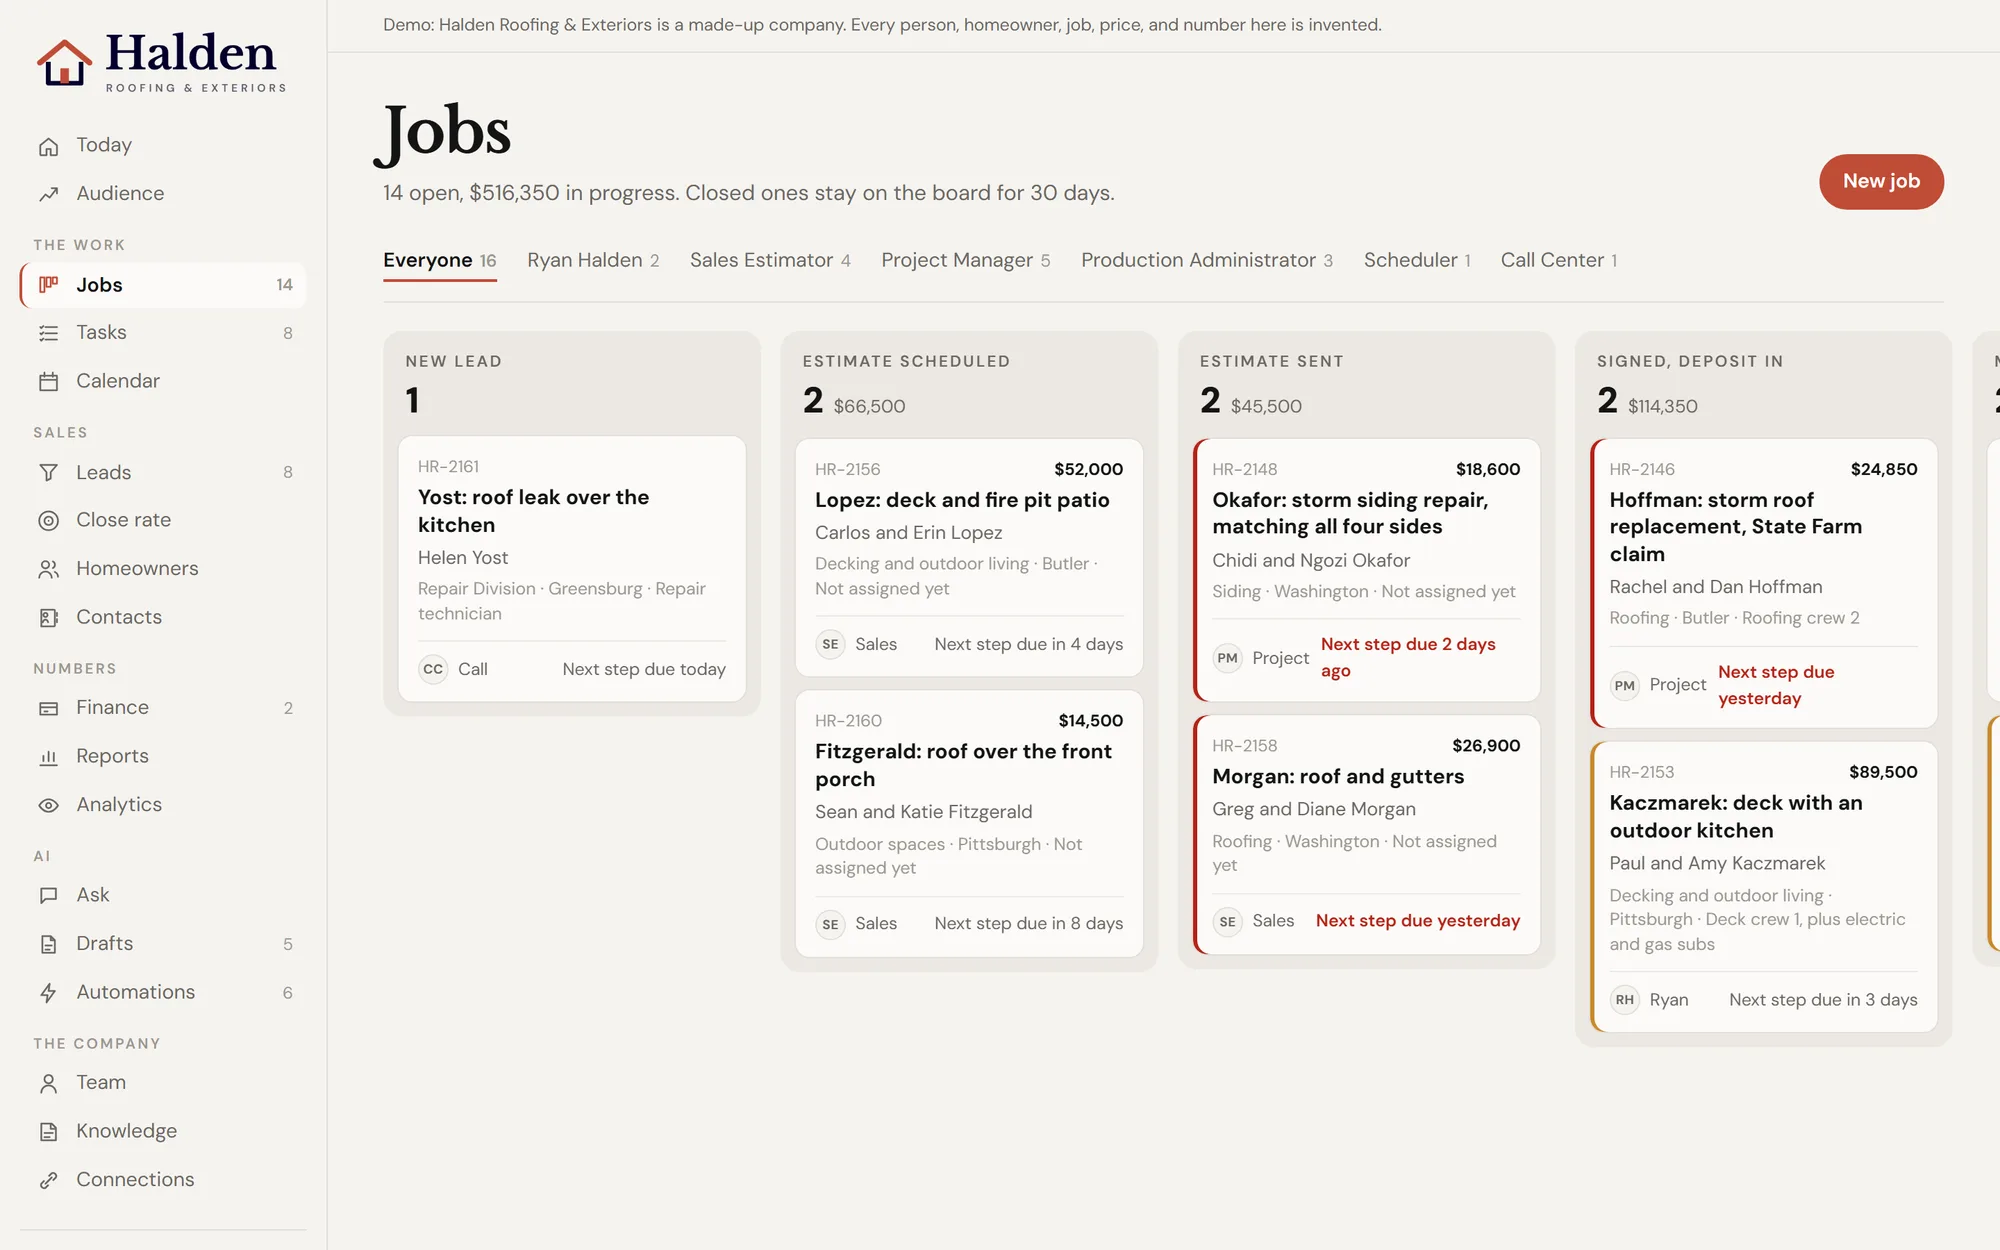 Halden
ROOFING & EXTERIORS
Today
Audience
THE WORK
Jobs 14
Tasks 8
Calendar
SALES
Leads 8
Close rate
Homeowners
Contacts
NUMBERS
Finance 2
Reports
Analytics
AI
Ask
Drafts 5
Automations 6
THE COMPANY
Team
Knowledge
Connections
Demo: Halden Roofing & Exteriors is a made-up company. Every person, homeowner, job, price, and number here is invented.
Jobs
14 open, $516,350 in progress. Closed ones stay on the board for 30 days.
New job
Everyone 16 Ryan Halden 2 Sales Estimator 4 Project Manager 5 Production Administrator 3 Scheduler 1 Call Center 1
NEW LEAD
1
HR-2161
Yost: roof leak over the
kitchen
Helen Yost
Repair Division · Greensburg · Repair
technician
CC Call Next step due today
ESTIMATE SCHEDULED
2 $66,500
HR-2156 $52,000
Lopez: deck and fire pit patio
Carlos and Erin Lopez
Decking and outdoor living · Butler ·
Not assigned yet
SE Sales Next step due in 4 days
HR-2160 $14,500
Fitzgerald: roof over the front
porch
Sean and Katie Fitzgerald
Outdoor spaces · Pittsburgh · Not
assigned yet
SE Sales Next step due in 8 days
ESTIMATE SENT
2 $45,500
HR-2148 $18,600
Okafor: storm siding repair,
matching all four sides
Chidi and Ngozi Okafor
Siding · Washington · Not assigned yet
PM Project Next step due 2 days
ago
HR-2158 $26,900
Morgan: roof and gutters
Greg and Diane Morgan
Roofing · Washington · Not assigned
yet
SE Sales Next step due yesterday
SIGNED, DEPOSIT IN
2 $114,350
HR-2146 $24,850
Hoffman: storm roof
replacement, State Farm
claim
Rachel and Dan Hoffman
Roofing · Butler · Roofing crew 2
PM Project Next step due
yesterday
HR-2153 $89,500
Kaczmarek: deck with an
outdoor kitchen
Paul and Amy Kaczmarek
Decking and outdoor living ·
Pittsburgh · Deck crew 1, plus electric
and gas subs
RH Ryan Next step due in 3 days